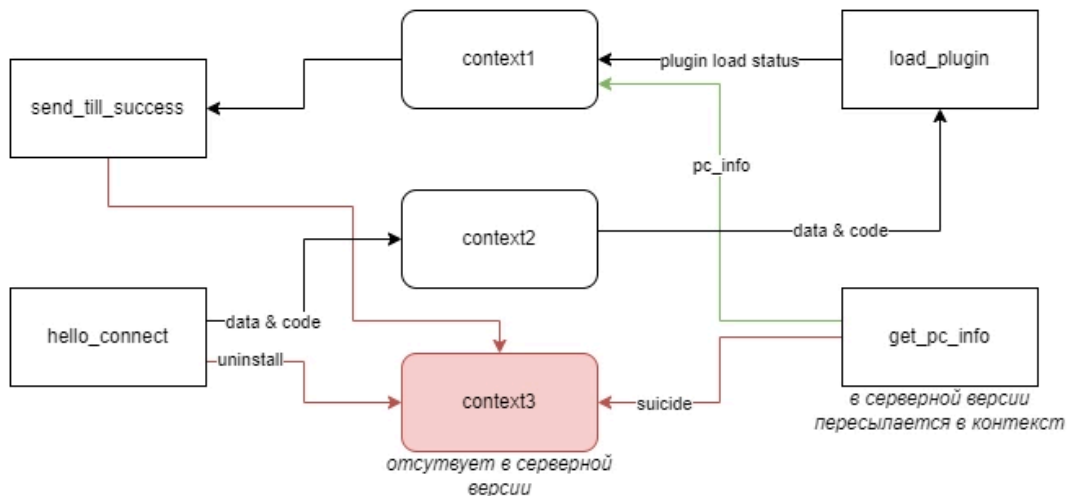 context1
plugin load status
load_plugin
send_till_success
pc_info
context2
data & code
hello_connect
data & code
uninstall
get_pc_info
context3
suicide
в серверной версии
пересылается в контекст
отсутвует в серверной
версии